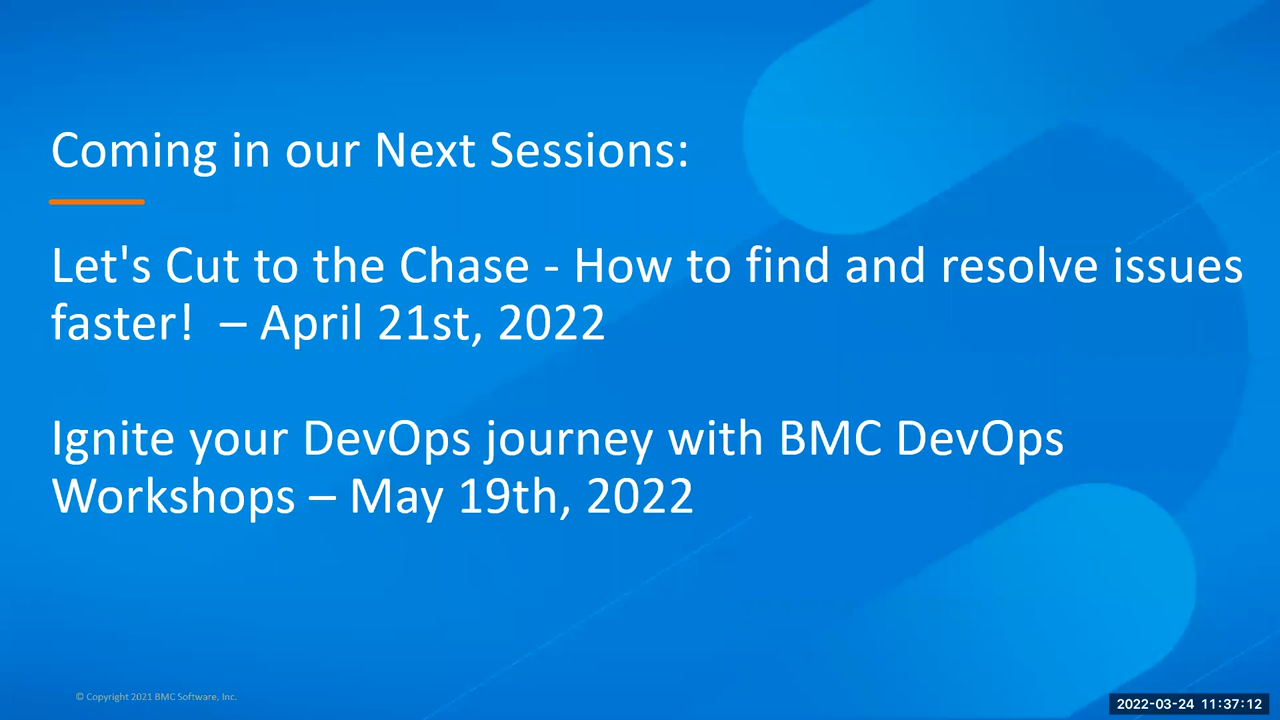 Coming in our Next Sessions:
Let's Cut to the Chase - How to find and resolve issues
faster!  – April 21st, 2022
Ignite your DevOps journey with BMC DevOps
Workshops – May 19th, 2022
© Copyright 2021 BMC Software, Inc.
2022-03-24 11:37:12